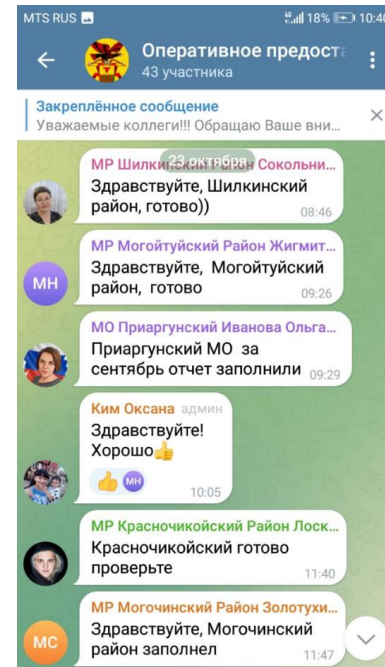 MTS RUS 18% 10:40
Оперативное предост
43 участника
Закреплённое сообщение
Уважаемые коллеги!!! Обращаю Ваше вни...
23 октября
МР Шилкинский Район Сокольни...
Здравствуйте, Шилкинский
район, готово))
08:46
МР Могойтуйский Район Жигмит...
МН
Здравствуйте, Могойтуйский
район, готово
09:26
МО Приаргунский Иванова Ольга...
Приаргунский МО за
сентябрь отчет заполнили
09:29
Ким Оксана админ
Здравствуйте!
Хорошо👍
👍 МН
10:05
МР Красночикойский Район Лоск...
Красночикойский готово
проверьте
11:40
МР Могочинский Район Золотухи...
МС
Здравствуйте, Могочинский
район заполнел
11:47